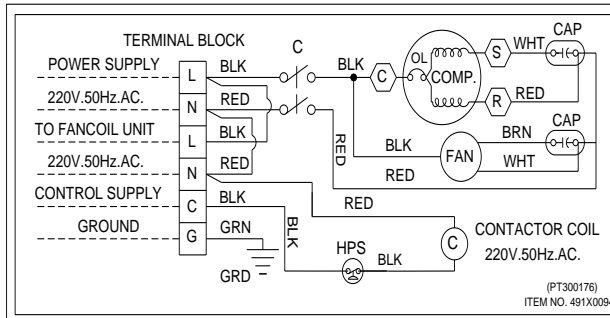 TERMINAL BLOCK
POWER SUPPLY
220V.50Hz.AC.
TO FANCOIL UNIT
220V.50Hz.AC.
CONTROL SUPPLY
GROUND
L
N
L
N
C
G
BLK
RED
BLK
RED
BLK
GRN
GRD
C
BLK
C
OL
COMP.
S
WHT
CAP
R
RED
CAP
BRN
FAN
WHT
BLK
RED
RED
RED
BLK
HPS
BLK
C
CONTACTOR COIL
220V.50Hz.AC.
(PT300176)
ITEM NO. 491X0094